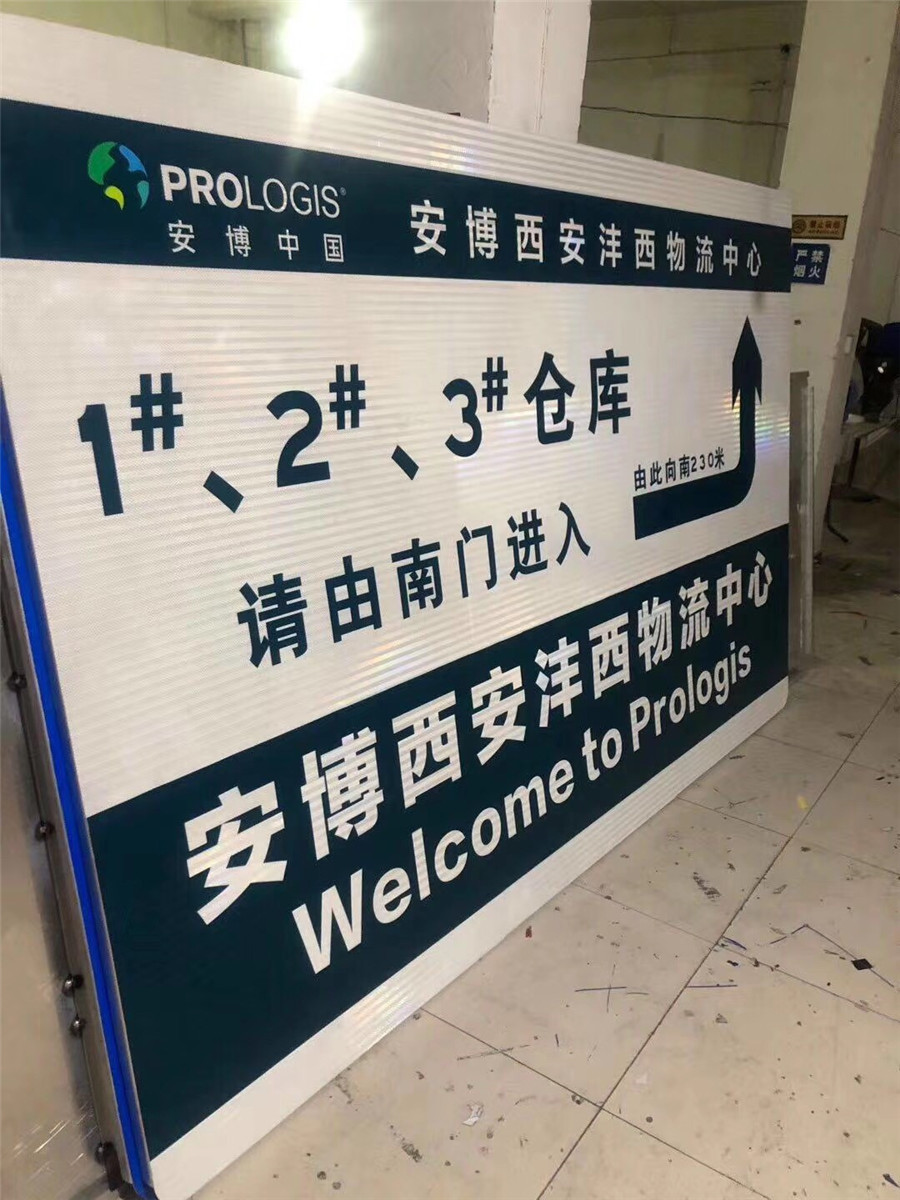 PROLOGIS®
安博中国
安博西安沣西物流中心
1#、2#、3#仓库
由此向南230米
请由南门进入
安博西安沣西物流中心
Welcome to Prologis
严禁
烟火